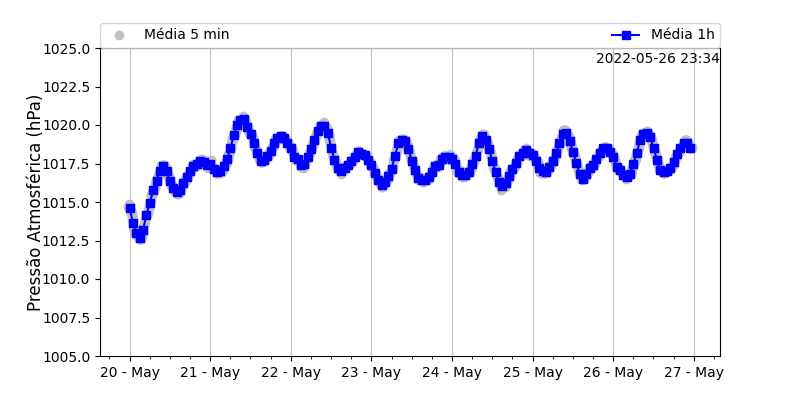 Média 5 min
Média 1h
2022-05-26 23:34
Pressão Atmosférica (hPa)
1025.0
1022.5
1020.0
1017.5
1015.0
1012.5
1010.0
1007.5
1005.0
20 - May
21 - May
22 - May
23 - May
24 - May
25 - May
26 - May
27 - May